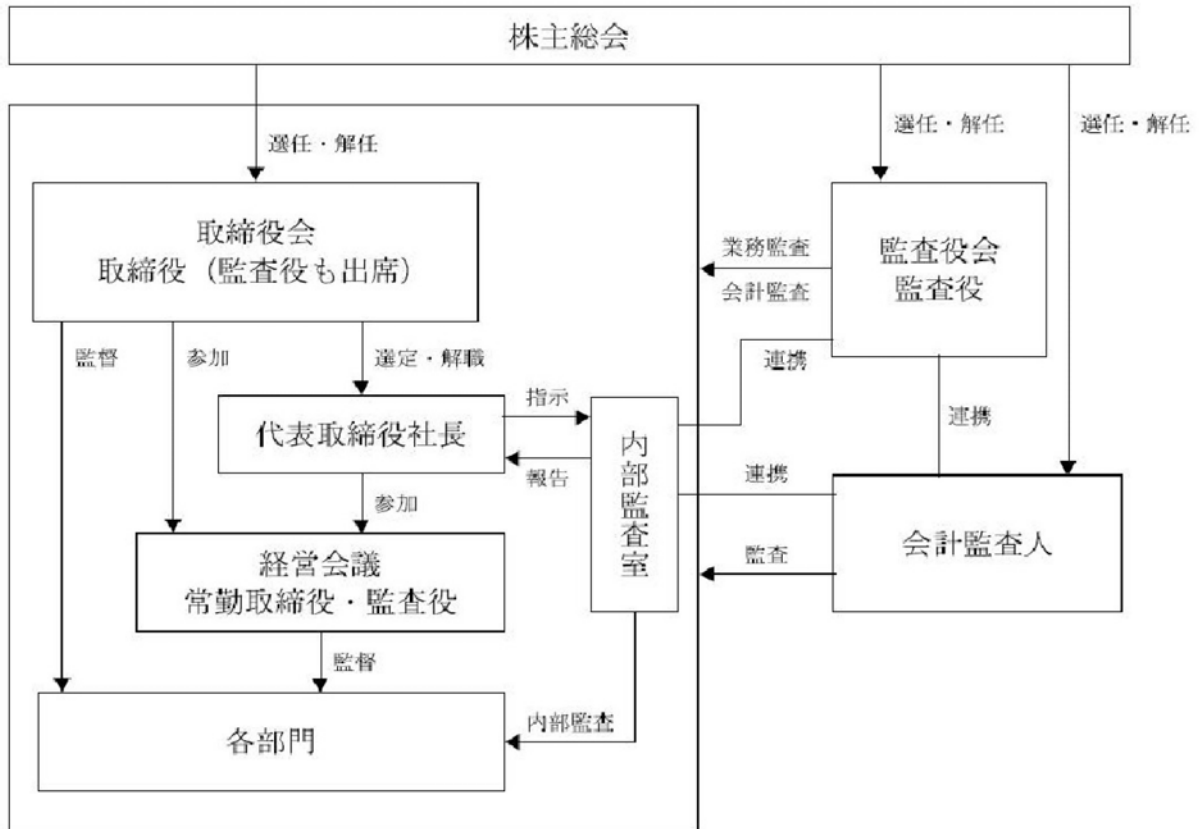 株主総会
選任・解任
選任・解任
選任・解任
取締役会
取締役（監査役も出席）
監査役会
監査役
業務監査
会計監査
監督
参加
選定・解職
連携
指示
代表取締役社長
報告
内部監査室
連携
連携
参加
会計監査人
監査
経営会議
常勤取締役・監査役
監督
内部監査
各部門